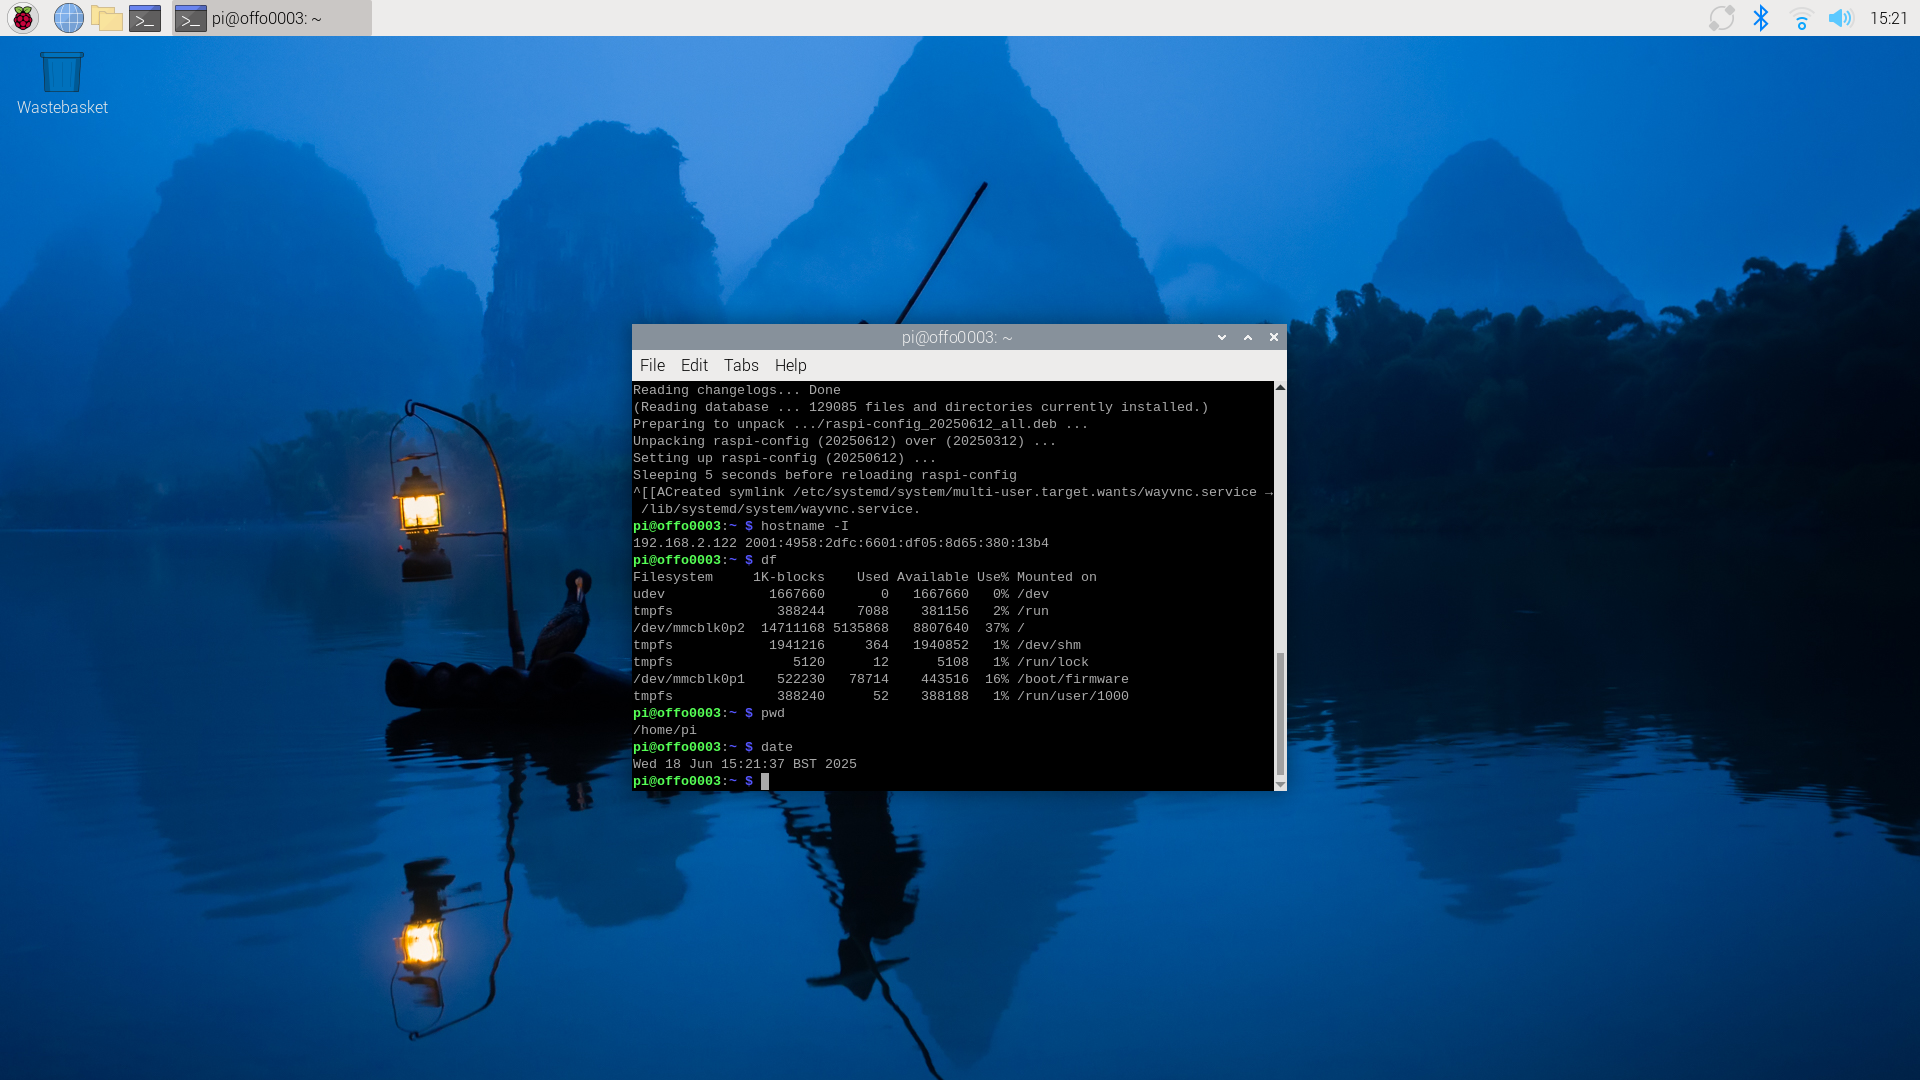 pi@offo0003: ~
15:21
Wastebasket
pi@offo0003: ~
File Edit Tabs Help
Reading changelogs... Done
(Reading database ... 129085 files and directories currently installed.)
Preparing to unpack .../raspi-config_20250612_all.deb ...
Unpacking raspi-config (20250612) over (20250312) ...
Setting up raspi-config (20250612) ...
Sleeping 5 seconds before reloading raspi-config
^[[ACreated symlink /etc/systemd/system/multi-user.target.wants/wayvnc.service →
 /lib/systemd/system/wayvnc.service.
pi@offo0003:~ $ hostname -I
192.168.2.122 2001:4958:2dfc:6601:df05:8d65:380:13b4
pi@offo0003:~ $ df
Filesystem     1K-blocks    Used Available Use% Mounted on
udev             1667660       0   1667660   0% /dev
tmpfs             388244    7088    381156   2% /run
/dev/mmcblk0p2  14711168 5135868   8807640  37% /
tmpfs            1941216     364   1940852   1% /dev/shm
tmpfs               5120      12      5108   1% /run/lock
/dev/mmcblk0p1    522230   78714    443516  16% /boot/firmware
tmpfs             388240      52    388188   1% /run/user/1000
pi@offo0003:~ $ pwd
/home/pi
pi@offo0003:~ $ date
Wed 18 Jun 15:21:37 BST 2025
pi@offo0003:~ $